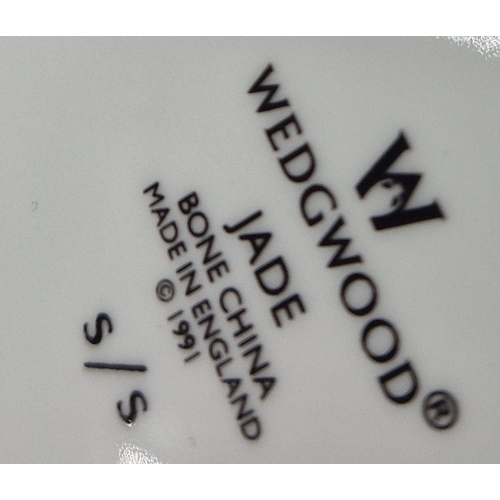 W
WEDGWOOD®
JADE
BONE CHINA
MADE IN ENGLAND
© 1991
S/S